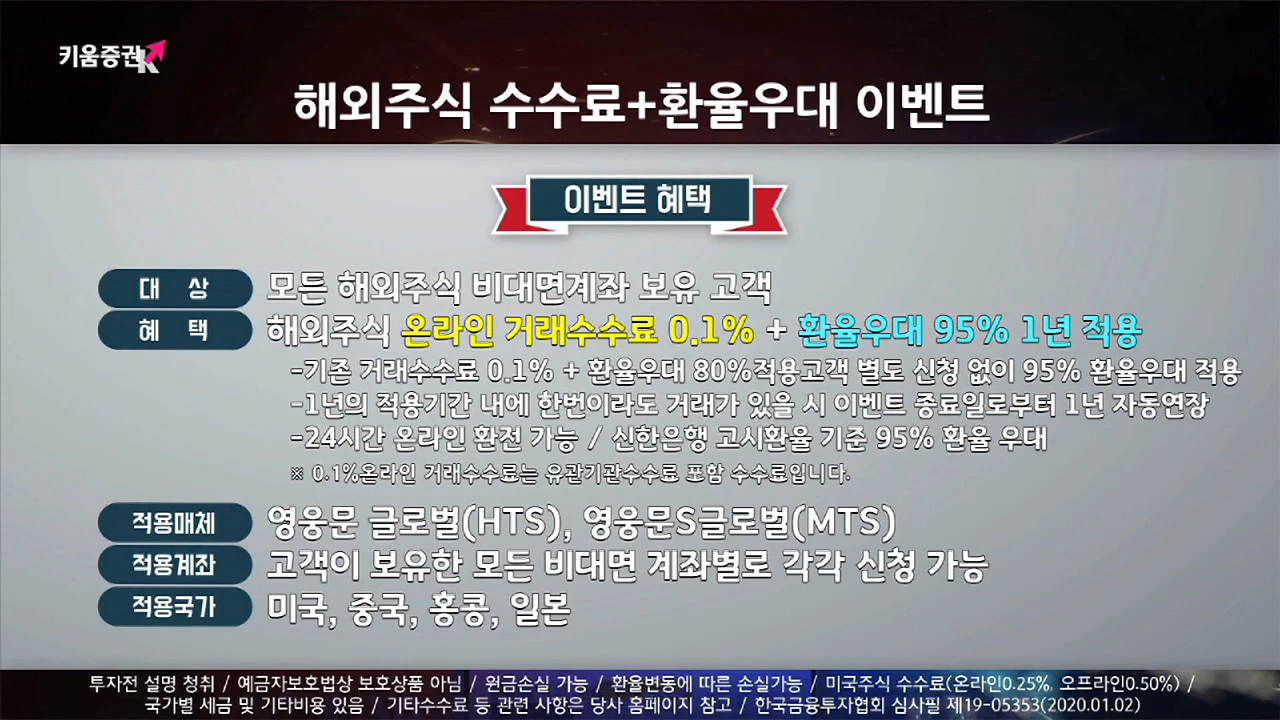 키움증권
해외주식 수수료+환율우대 이벤트
이벤트 혜택
대 상 모든 해외주식 비대면계좌 보유 고객
혜 택 해외주식 온라인 거래수수료 0.1% + 환율우대 95% 1년 적용
-기존 거래수수료 0.1% + 환율우대 80%적용고객 별도 신청 없이 95% 환율우대 적용
-1년의 적용기간 내에 한번이라도 거래가 있을 시 이벤트 종료일로부터 1년 자동연장
-24시간 온라인 환전 가능 / 신한은행 고시환율 기준 95% 환율 우대
※ 0.1%온라인 거래수수료는 유관기관수수료 포함 수수료입니다.
적용매체 영웅문 글로벌(HTS), 영웅문S글로벌(MTS)
적용계좌 고객이 보유한 모든 비대면 계좌별로 각각 신청 가능
적용국가 미국, 중국, 홍콩, 일본
투자전 설명 청취 / 예금자보호법상 보호상품 아님 / 원금손실 가능 / 환율변동에 따른 손실가능 / 미국주식 수수료(온라인0.25%, 오프라인0.50%) /
국가별 세금 및 기타비용 있음 / 기타수수료 등 관련 사항은 당사 홈페이지 참고 / 한국금융투자협회 심사필 제19-05353(2020.01.02)